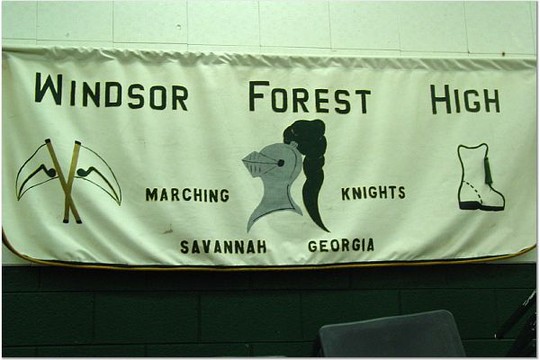 WINDSOR FOREST HIGH
MARCHING KNIGHTS
SAVANNAH GEORGIA